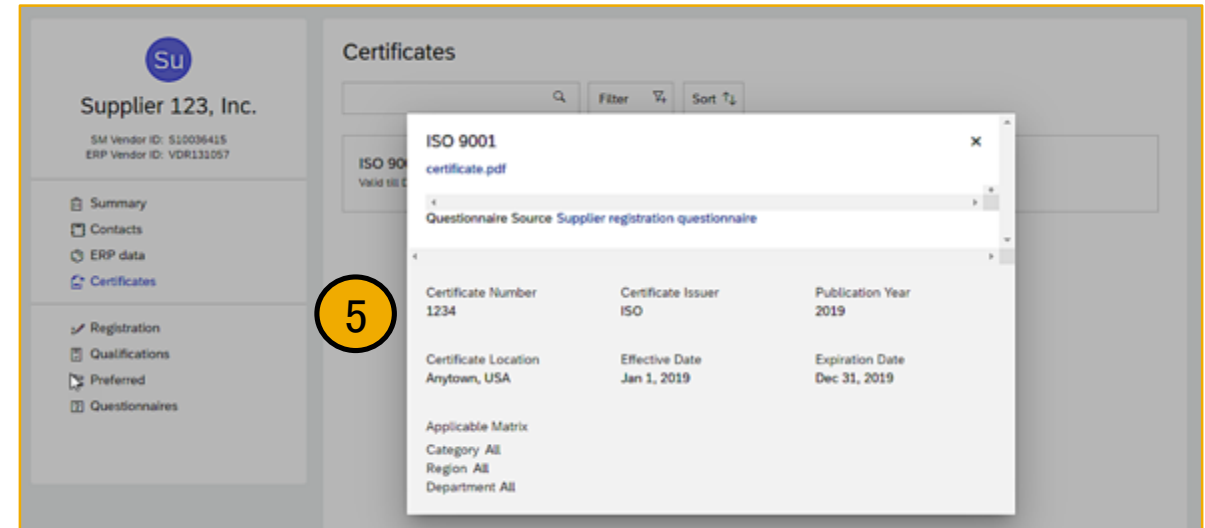 Su
Supplier 123, Inc.
SM Vendor ID: S10036415
ERP Vendor ID: VDR131057
Summary
Contacts
ERP data
Certificates
Registration
Qualifications
Preferred
Questionnaires
Certificates
Filter
Sort
ISO 90
Valid till D
5
ISO 9001
certificate.pdf
Questionnaire Source Supplier registration questionnaire
Certificate Number Certificate Issuer Publication Year
1234 ISO 2019
Certificate Location Effective Date Expiration Date
Anytown, USA Jan 1, 2019 Dec 31, 2019
Applicable Matrix
Category All
Region All
Department All